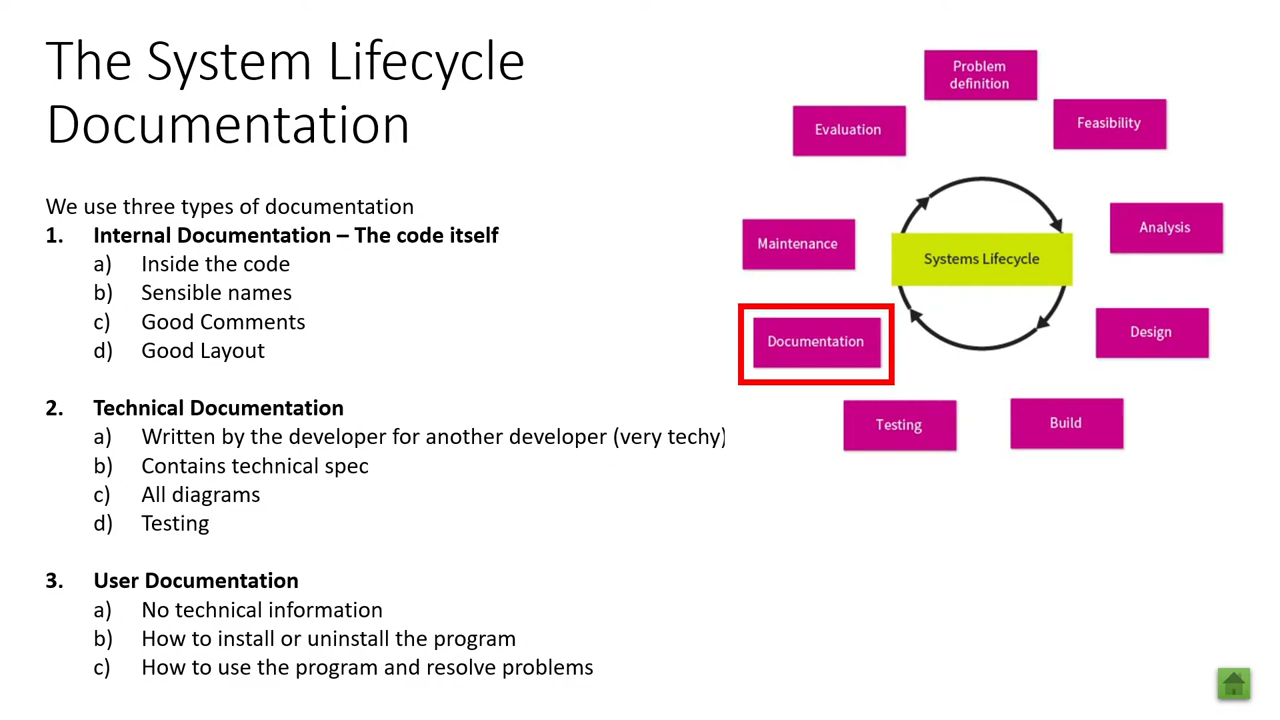 The System Lifecycle
Documentation
We use three types of documentation
1. Internal Documentation – The code itself
a) Inside the code
b) Sensible names
c) Good Comments
d) Good Layout
2. Technical Documentation
a) Written by the developer for another developer (very techy)
b) Contains technical spec
c) All diagrams
d) Testing
3. User Documentation
a) No technical information
b) How to install or uninstall the program
c) How to use the program and resolve problems
Problem
definition
Feasibility
Analysis
Design
Build
Testing
Documentation
Maintenance
Evaluation
Systems Lifecycle